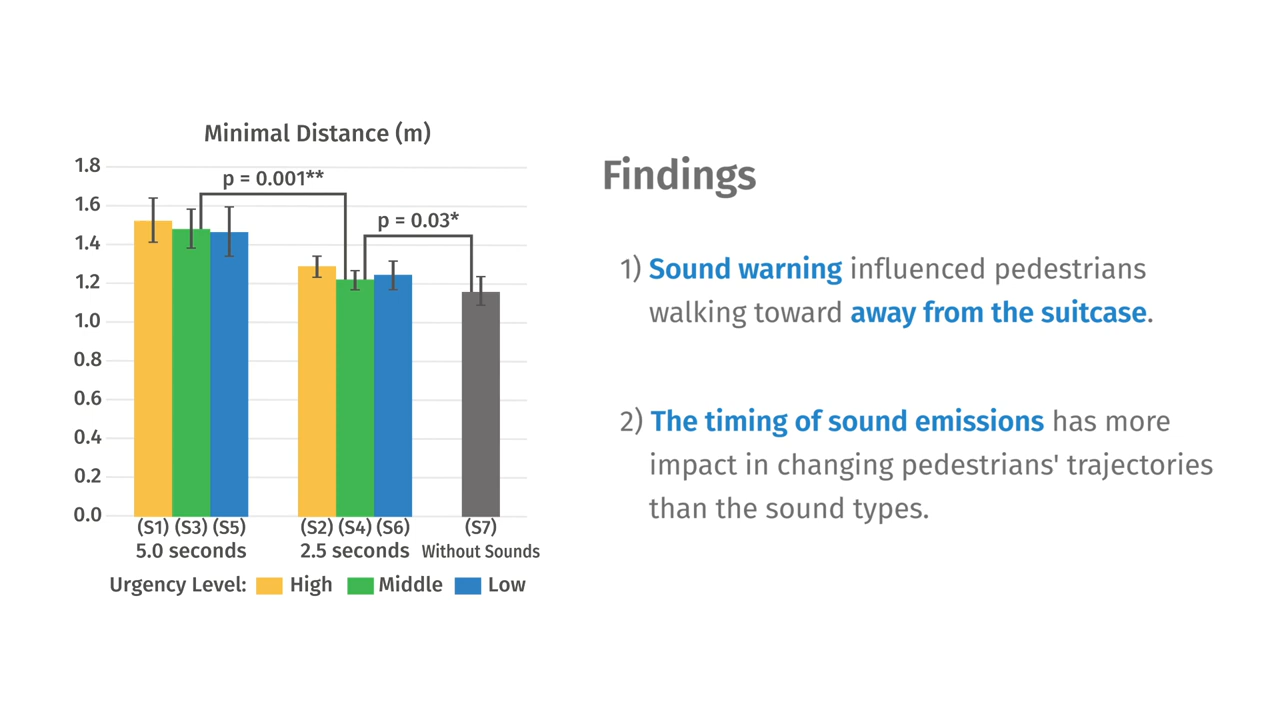 Minimal Distance (m)
1.8
1.6
1.4
1.2
1.0
0.8
0.6
0.4
0.2
0.0
p = 0.001**
p = 0.03*
(S1) (S3) (S5)
5.0 seconds
(S2) (S4) (S6)
2.5 seconds
(S7)
Without Sounds
Urgency Level: High Middle Low
Findings
1) Sound warning influenced pedestrians
walking toward away from the suitcase.
2) The timing of sound emissions has more
impact in changing pedestrians' trajectories
than the sound types.